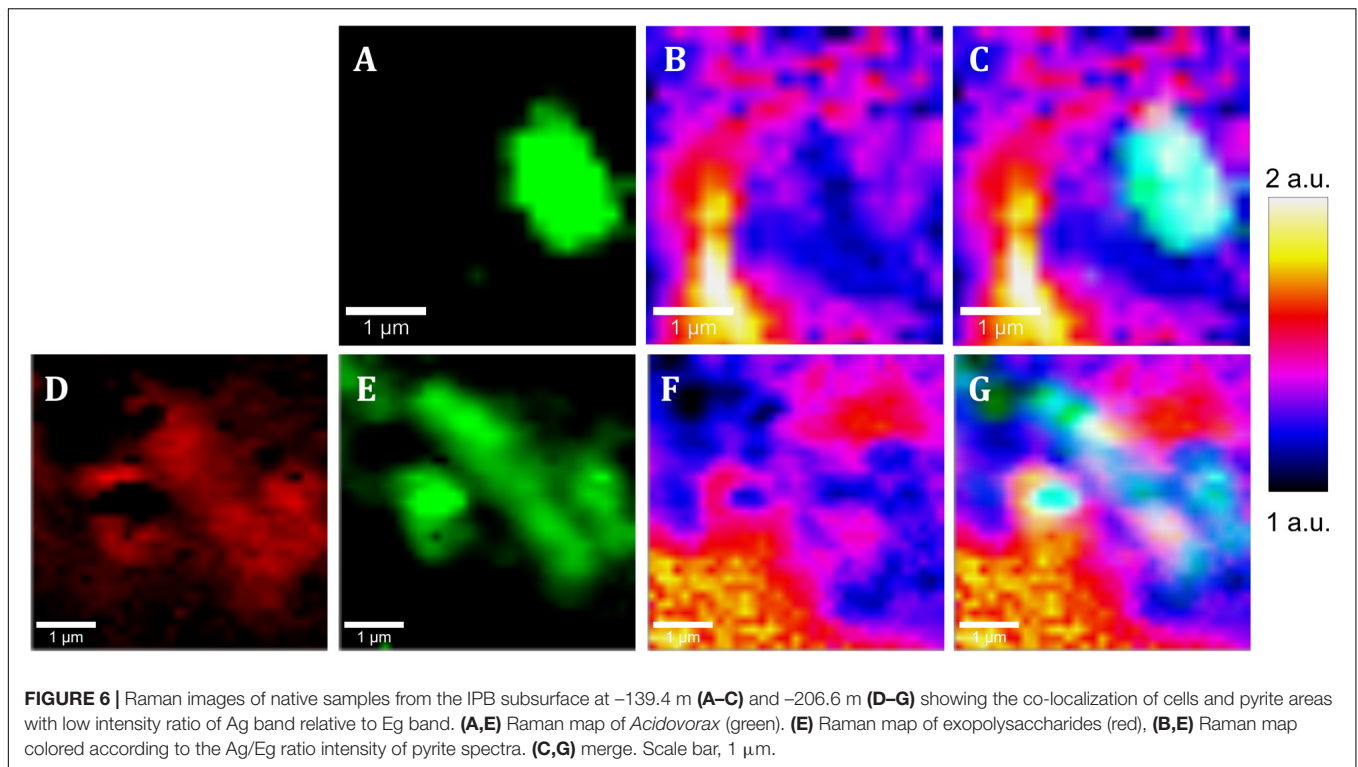 A
B
C
1 µm
1 µm
1 µm
2 a.u.
1 a.u.
D
E
F
G
1 µm
1 µm
1 µm
1 µm
FIGURE 6 | Raman images of native samples from the IPB subsurface at –139.4 m (A–C) and –206.6 m (D–G) showing the co-localization of cells and pyrite areas
with low intensity ratio of Ag band relative to Eg band. (A,E) Raman map of Acidovorax (green). (E) Raman map of exopolysaccharides (red), (B,E) Raman map
colored according to the Ag/Eg ratio intensity of pyrite spectra. (C,G) merge. Scale bar, 1 µm.